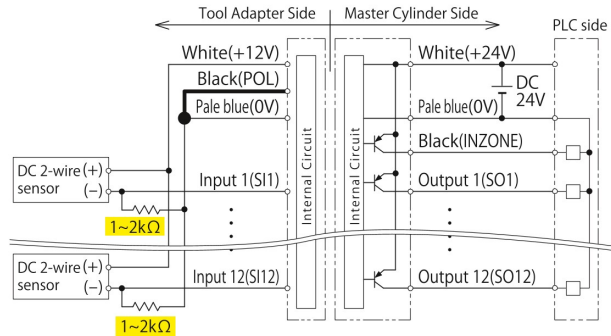 Tool Adapter Side
Master Cylinder Side
PLC side
White(+12V)
White(+24V)
Black(POL)
DC
24V
Pale blue(0V)
Pale blue(0V)
Black(INZONE)
DC 2-wire(+)
sensor (−)
Input 1(SI1)
Internal Circuit
Internal Circuit
Output 1(SO1)
1~2kΩ
DC 2-wire(+)
sensor (−)
Input 12(SI12)
Output 12(SO12)
1~2kΩ